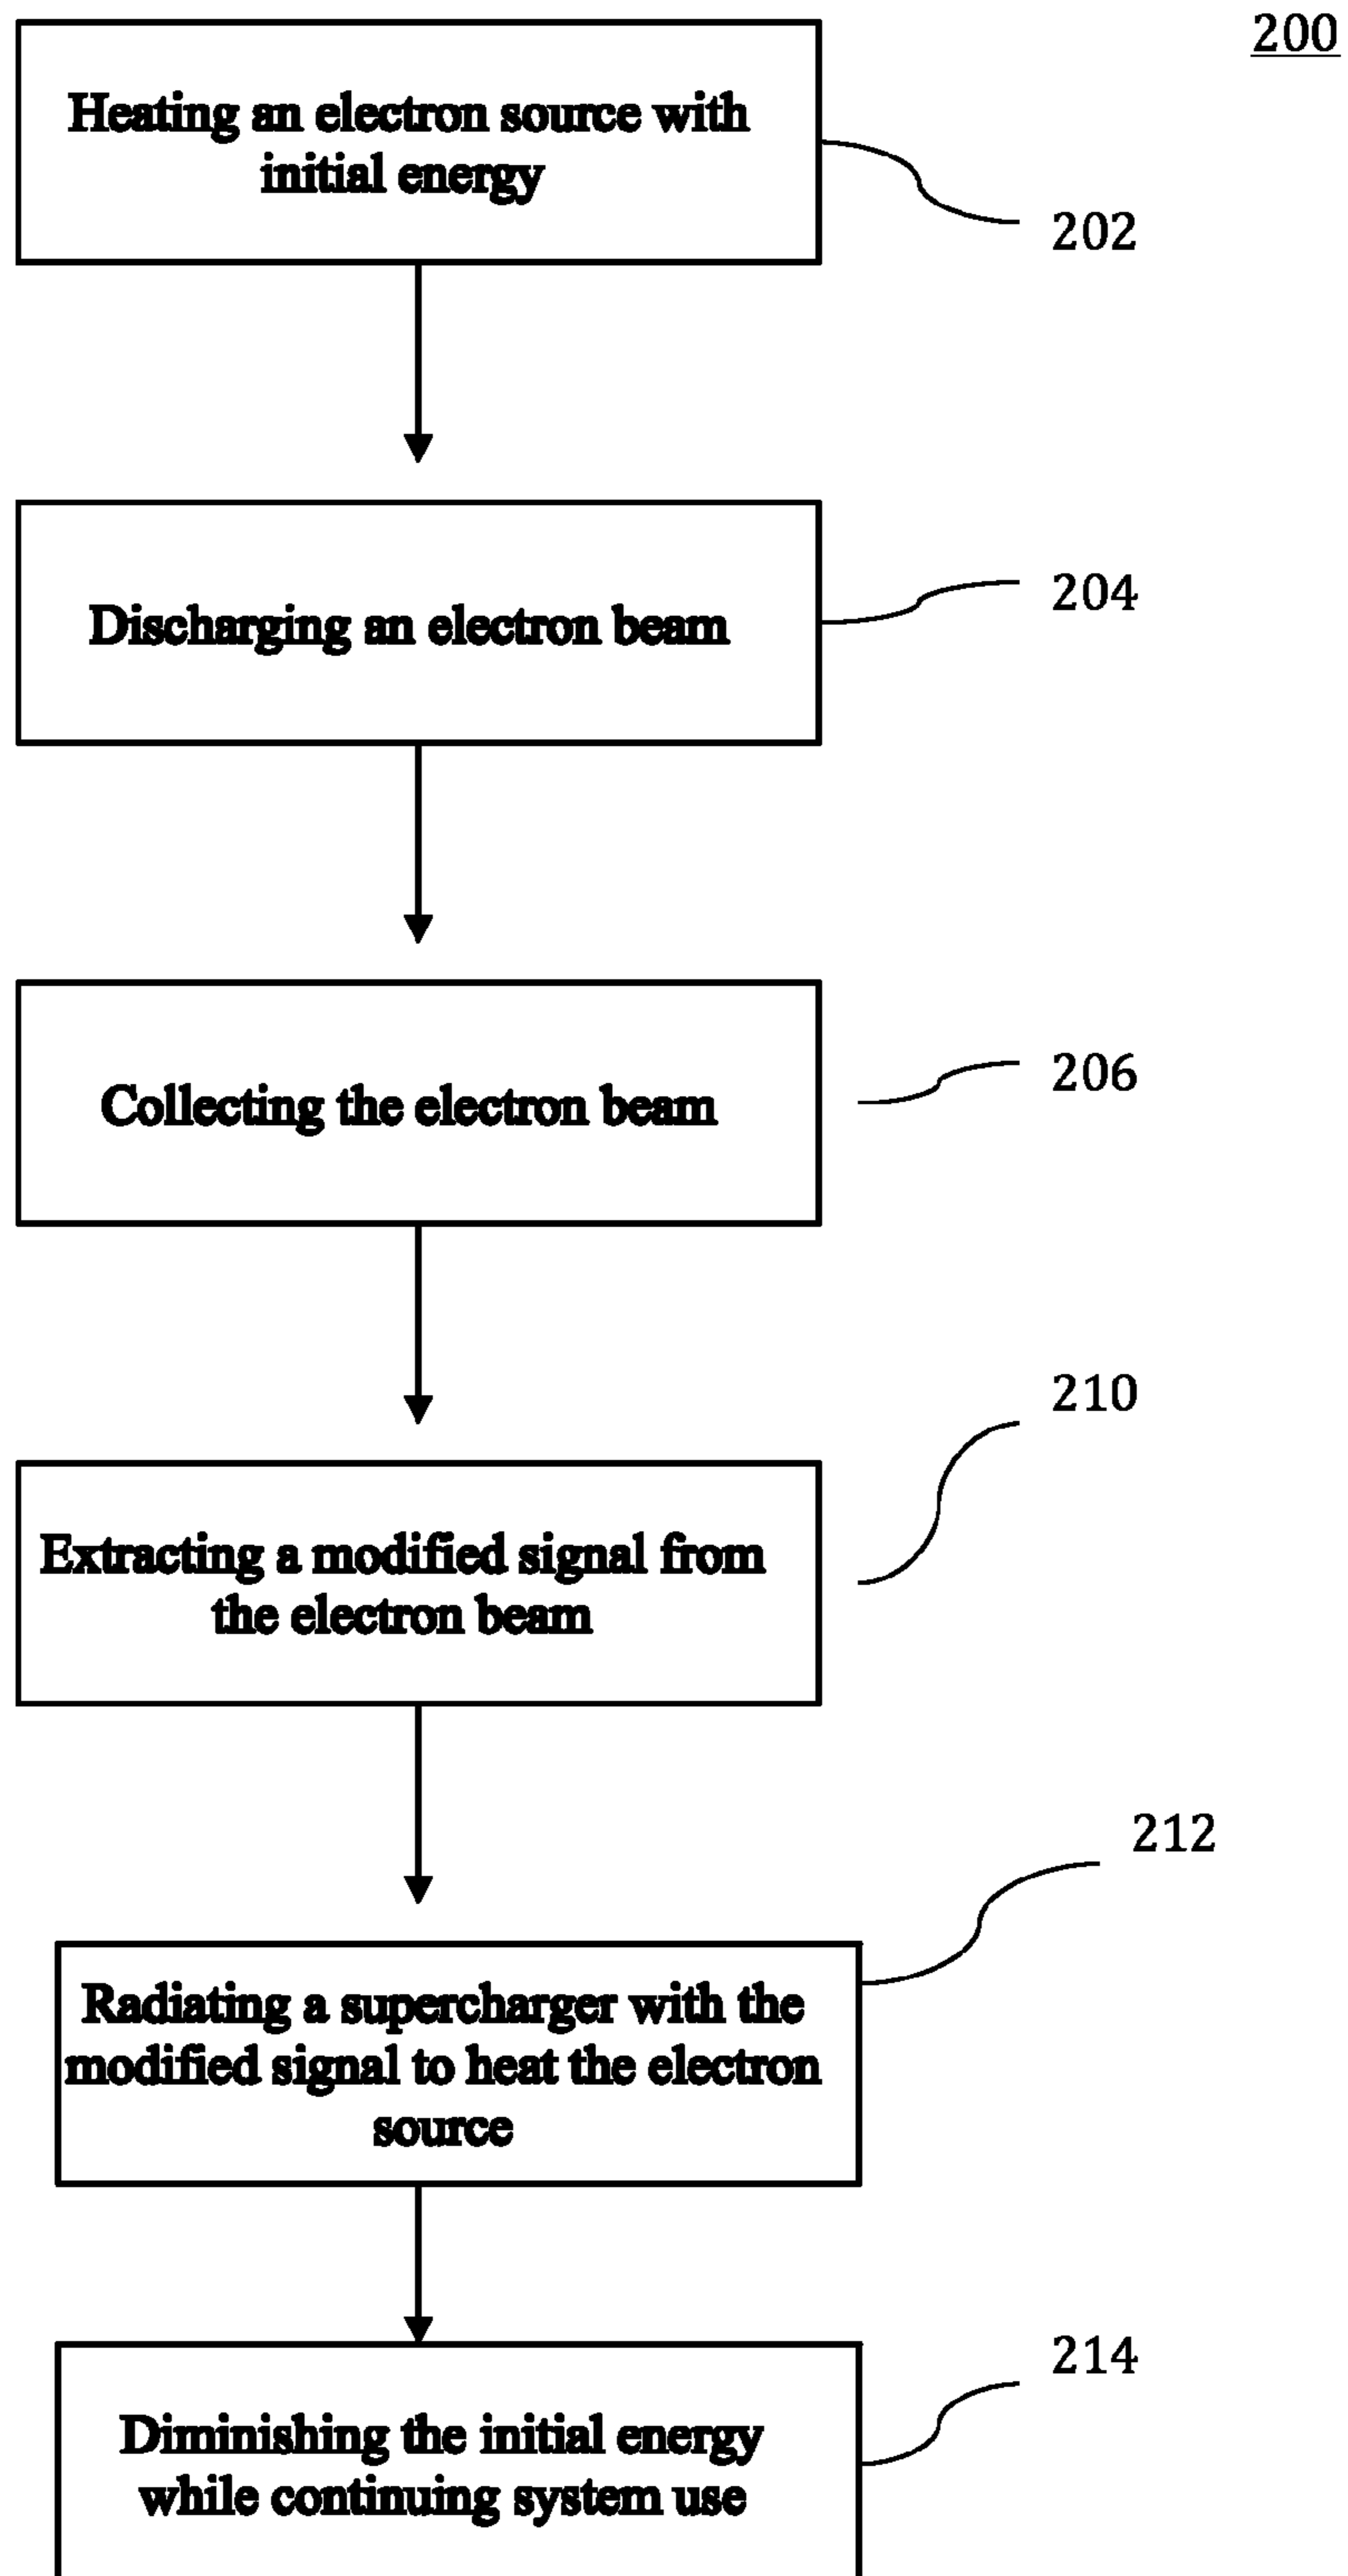 200
Heating an electron source with
initial energy
202
Discharging an electron beam
204
Collecting the electron beam
206
210
Extracting a modified signal from
the electron beam
212
Radiating a supercharger with the
modified signal to heat the electron
source
214
Diminishing the initial energy
while continuing system use